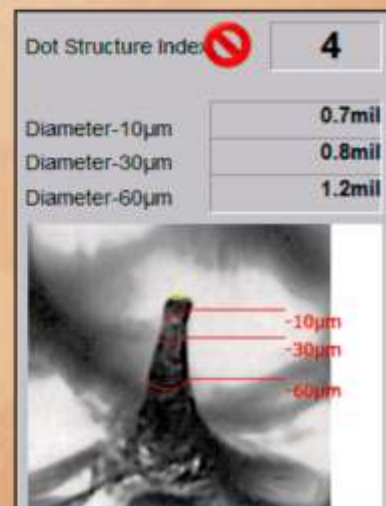 Dot Structure Index 4
Diameter-10µm 0.7mil
Diameter-30µm 0.8mil
Diameter-60µm 1.2mil
-10µm
-30µm
-60µm